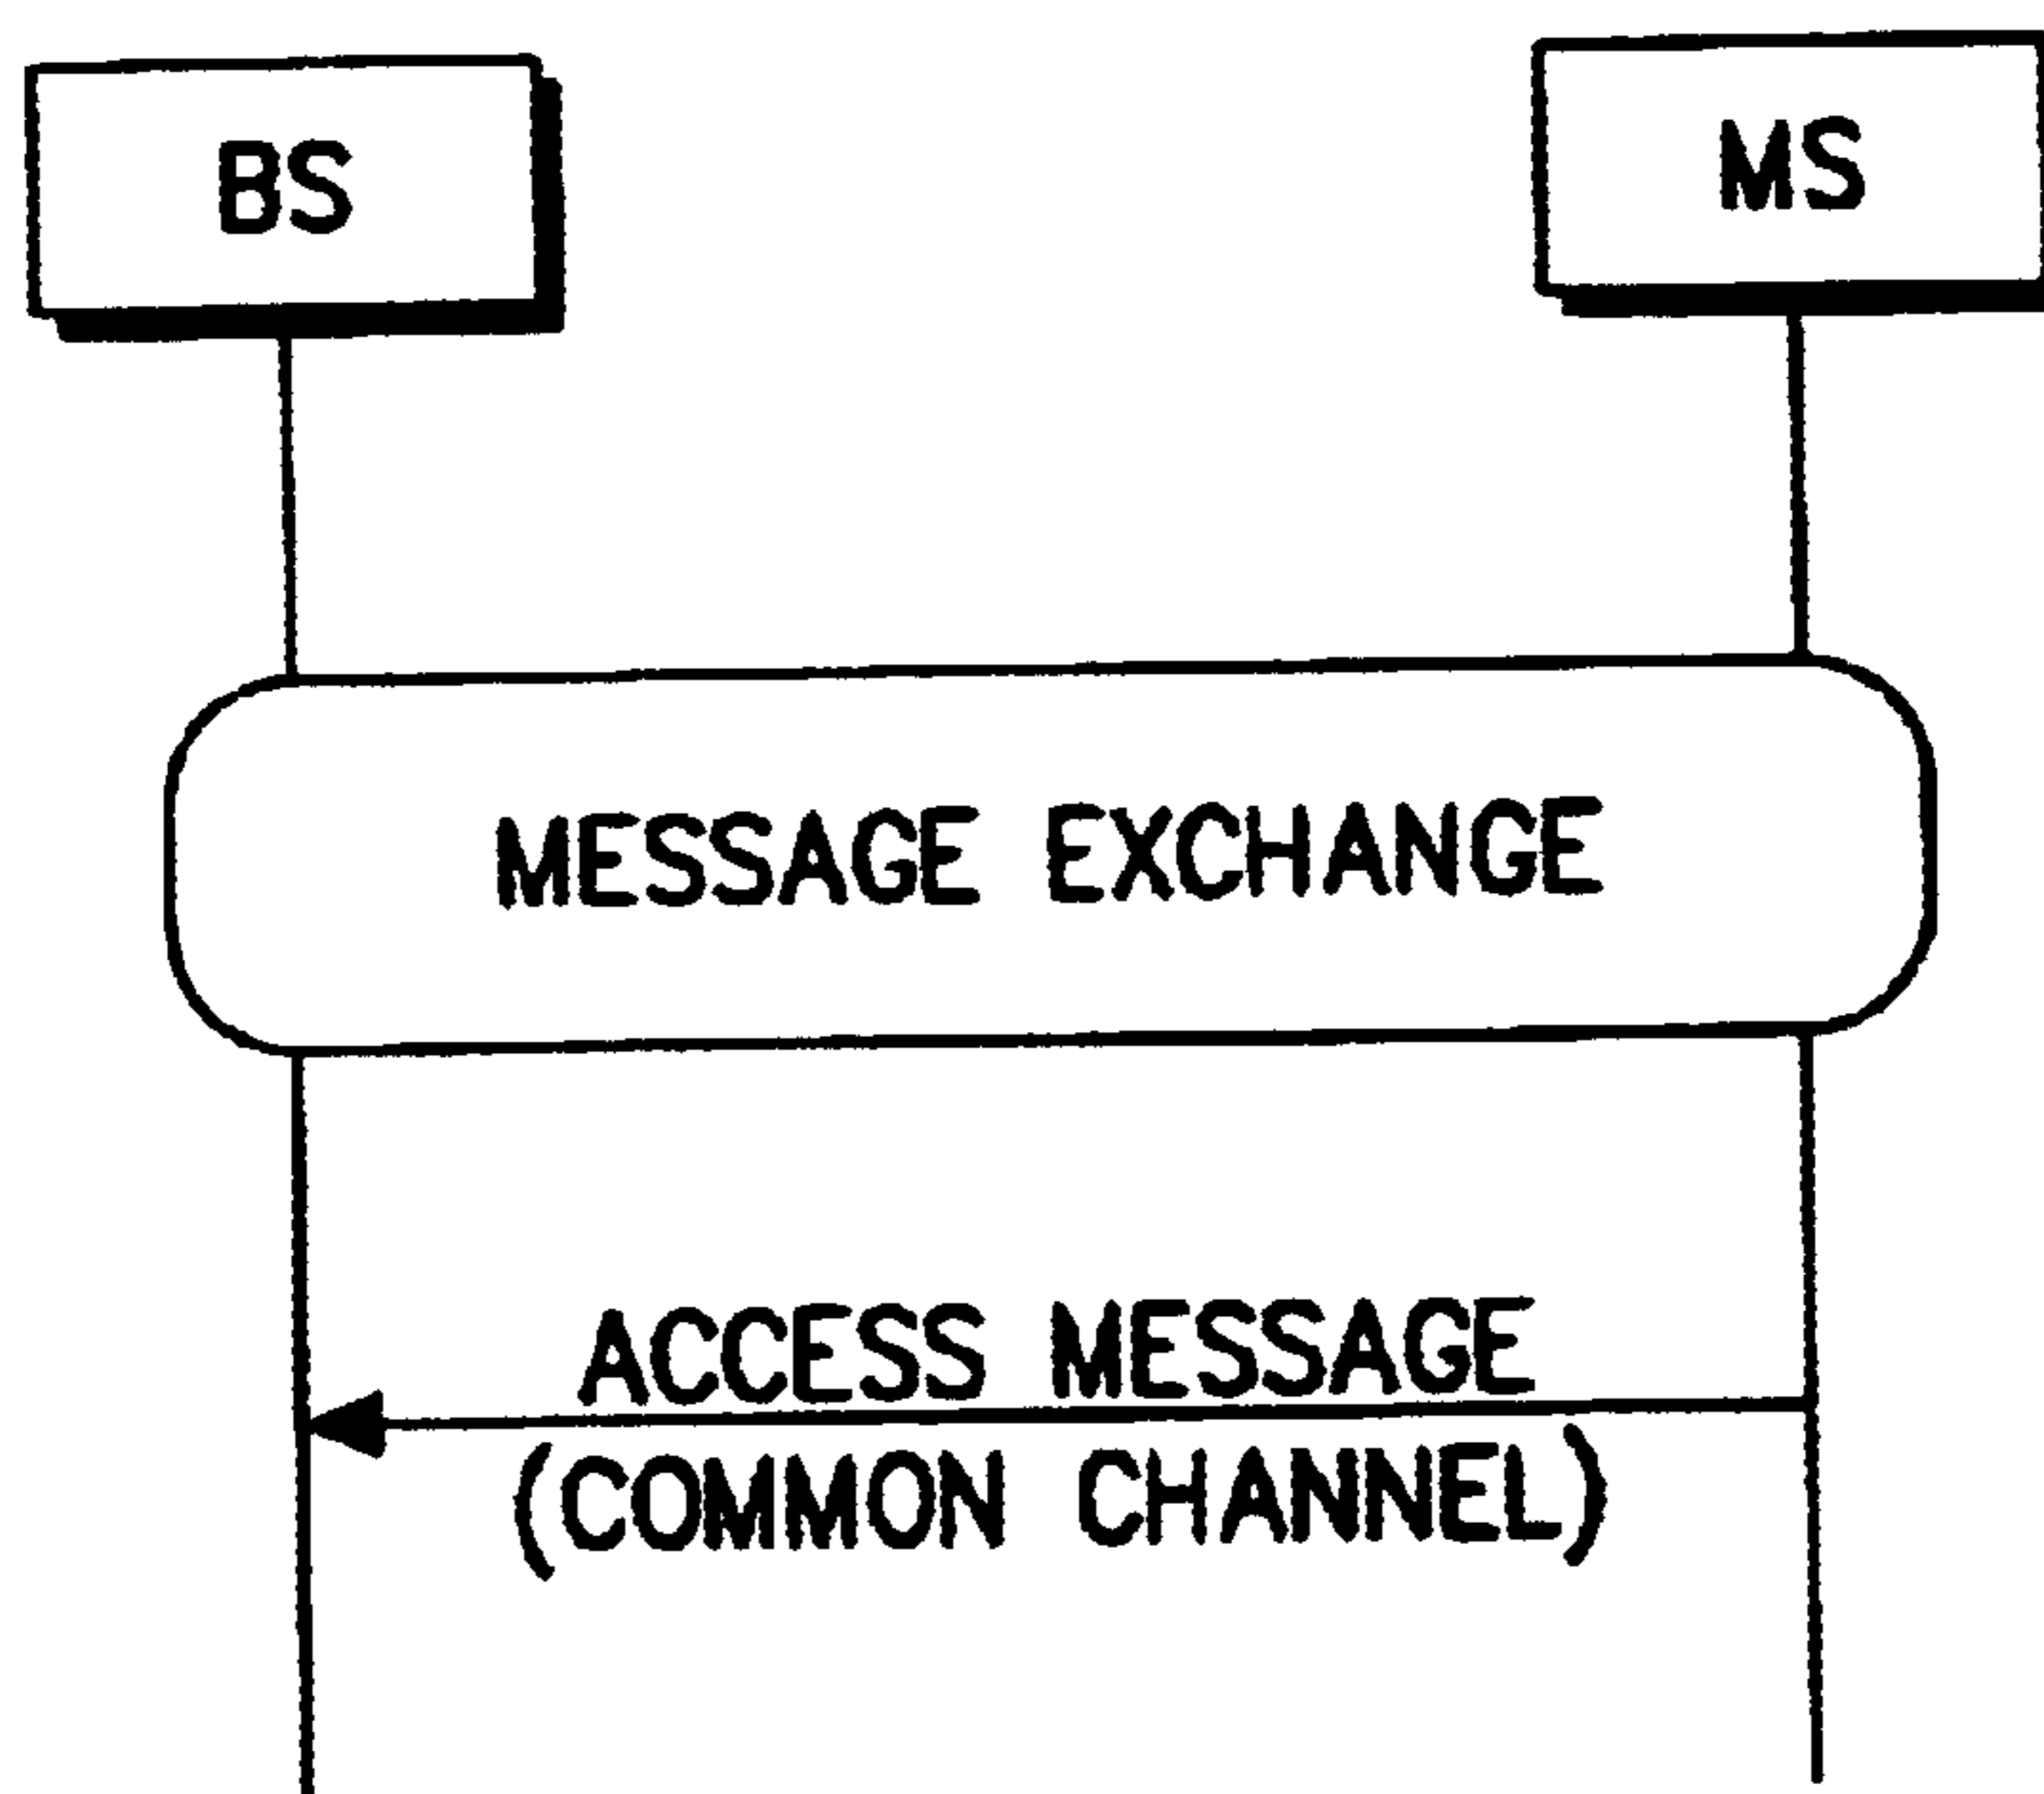 BS
MS
MESSAGE EXCHANGE
ACCESS MESSAGE
(COMMON CHANNEL)